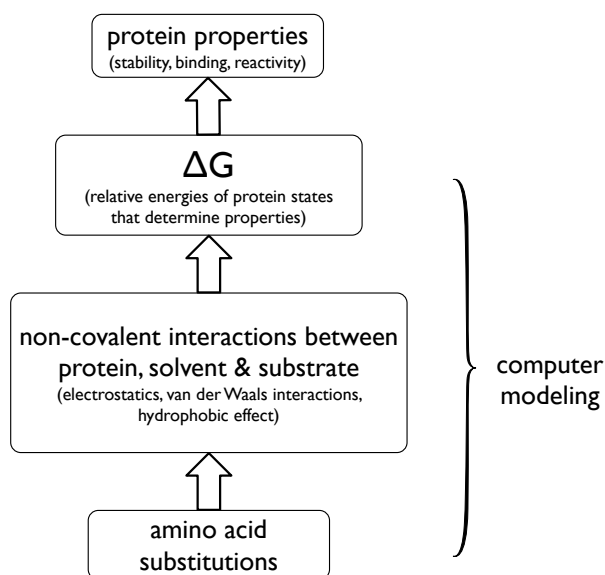 protein properties
(stability, binding, reactivity)
ΔG
(relative energies of protein states
that determine properties)
non-covalent interactions between
protein, solvent & substrate
(electrostatics, van der Waals interactions,
hydrophobic effect)
computer
modeling
amino acid
substitutions